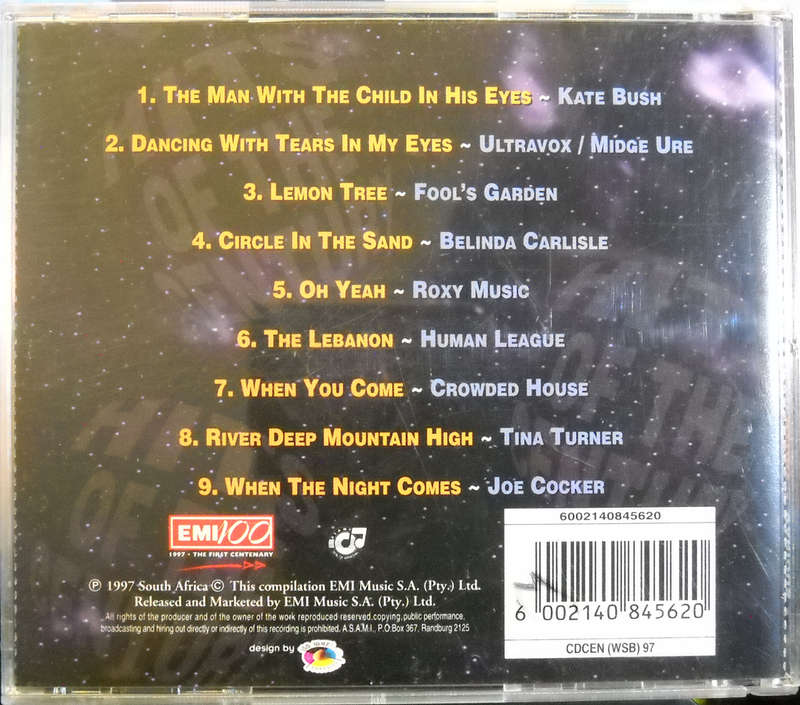 1. The Man With The Child In His Eyes ~ Kate Bush
2. Dancing With Tears In My Eyes ~ Ultravox / Midge Ure
3. Lemon Tree ~ Fool's Garden
4. Circle In The Sand ~ Belinda Carlisle
5. Oh Yeah ~ Roxy Music
6. The Lebanon ~ Human League
7. When You Come ~ Crowded House
8. River Deep Mountain High ~ Tina Turner
9. When The Night Comes ~ Joe Cocker
EMI 100
1997 • THE FIRST CENTENARY
℗ 1997 South Africa © This compilation EMI Music S.A. (Pty.) Ltd.
Released and Marketed by EMI Music S.A. (Pty.) Ltd.
All rights of the producer and of the owner of the work reproduced reserved,copying,public performance,
broadcasting and hiring out directly or indirectly of this recording is prohibited. A.S.A.M.I., P.O Box 367, Randburg 2125
design by
6002140845620
6 002140 845620
CDCEN (WSB) 97